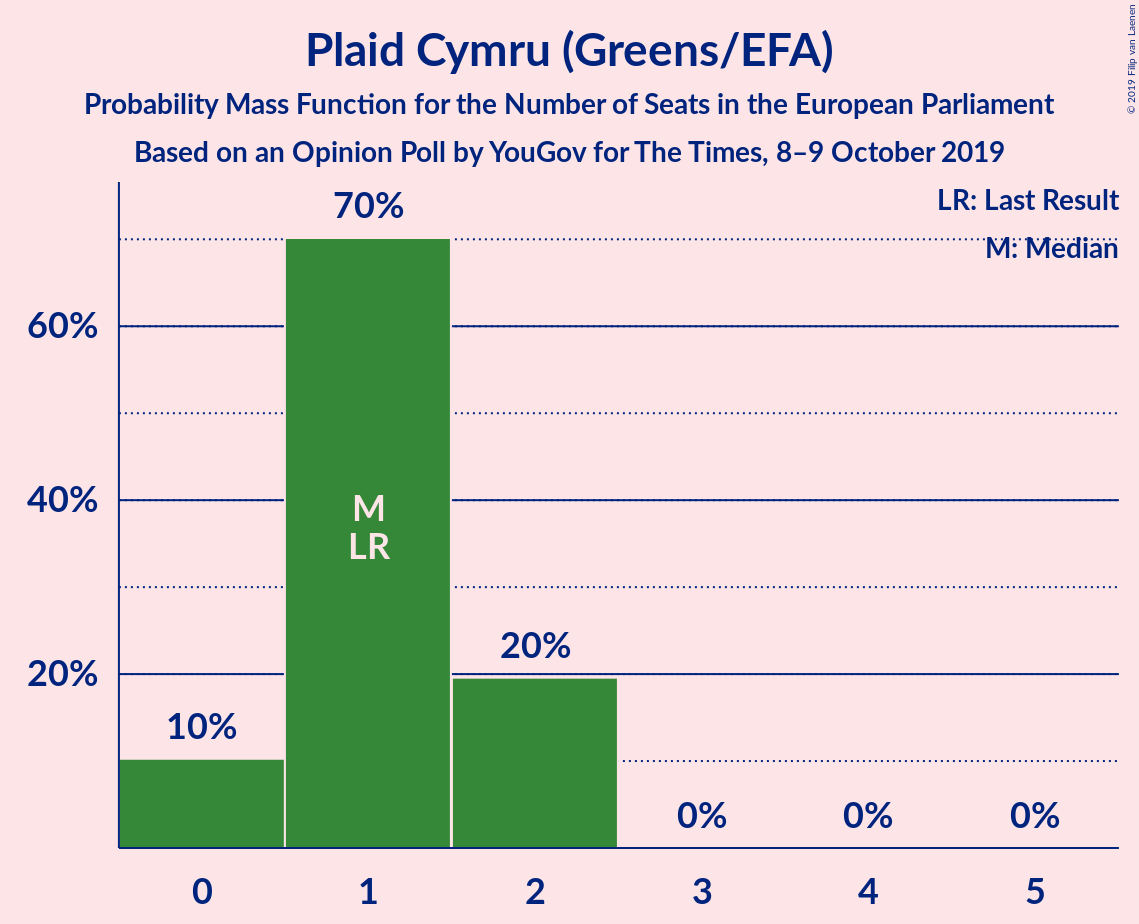 Plaid Cymru (Greens/EFA)
Probability Mass Function for the Number of Seats in the European Parliament
Based on an Opinion Poll by YouGov for The Times, 8–9 October 2019
© 2019 Filip van Laenen
LR: Last Result
M: Median
70%
60%
40%
M
LR
20%
20%
10%
0%
0%
0%
0
1
2
3
4
5